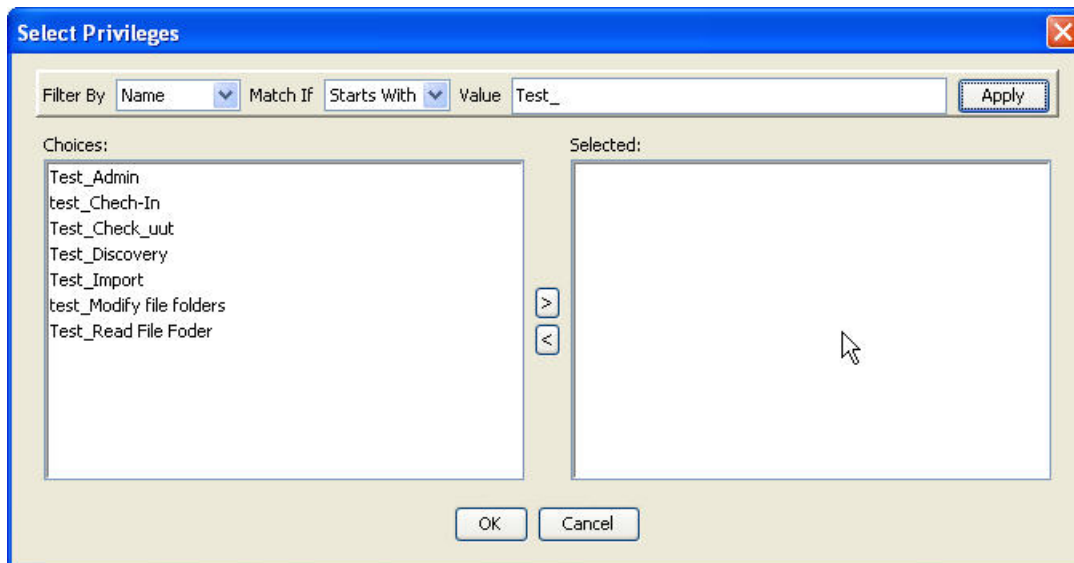 Select Privileges
Filter By Name Match If Starts With Value Test_ Apply
Choices: Selected:
Test_Admin
test_Chech-In
Test_Check_uut
Test_Discovery
Test_Import
test_Modify file folders
Test_Read File Foder
>
<
OK Cancel